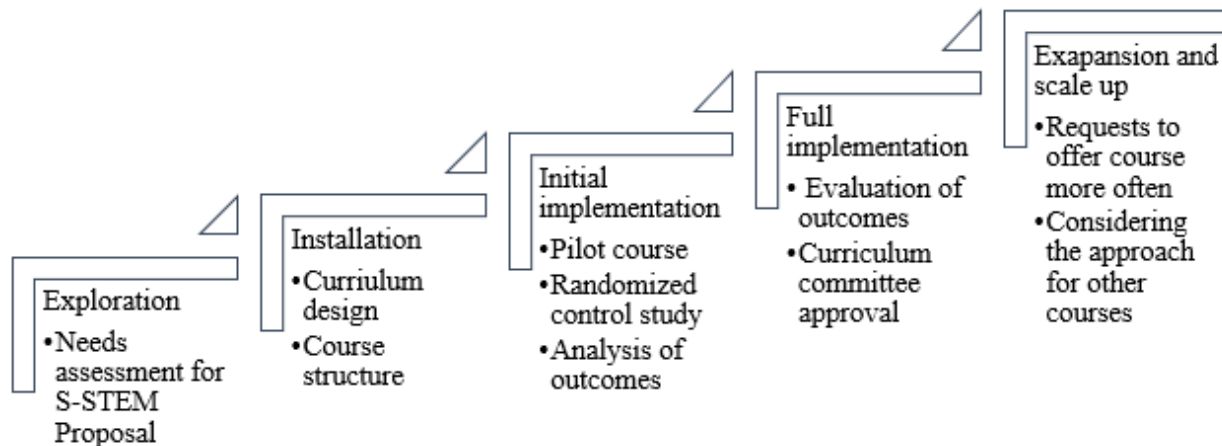 Exploration
•Needs
assessment for
S-STEM
Proposal
Installation
•Curriulum
design
•Course
structure
Initial
implementation
•Pilot course
•Randomized
control study
•Analysis of
outcomes
Full
implementation
• Evaluation of
outcomes
•Curriculum
committee
approval
Exapansion and
scale up
•Requests to
offer course
more often
•Considering
the approach
for other
courses